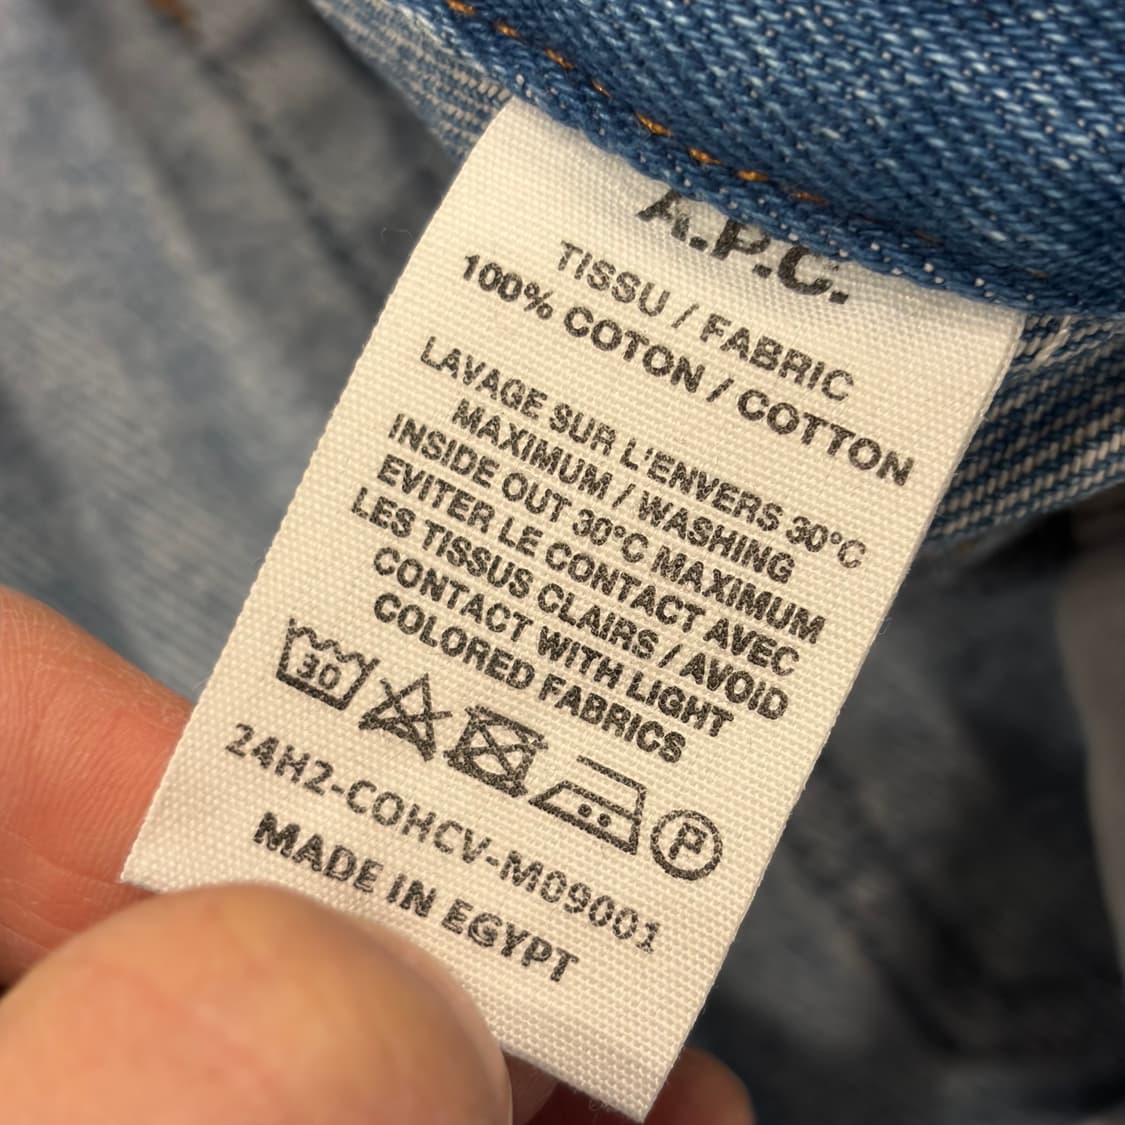 A.P.C.
TISSU / FABRIC
100% COTON / COTTON
LAVAGE SUR L'ENVERS 30°C
MAXIMUM / WASHING
INSIDE OUT 30°C MAXIMUM
EVITER LE CONTACT AVEC
LES TISSUS CLAIRS / AVOID
CONTACT WITH LIGHT
COLORED FABRICS
30 P
24H2-COHCV-M09001
MADE IN EGYPT